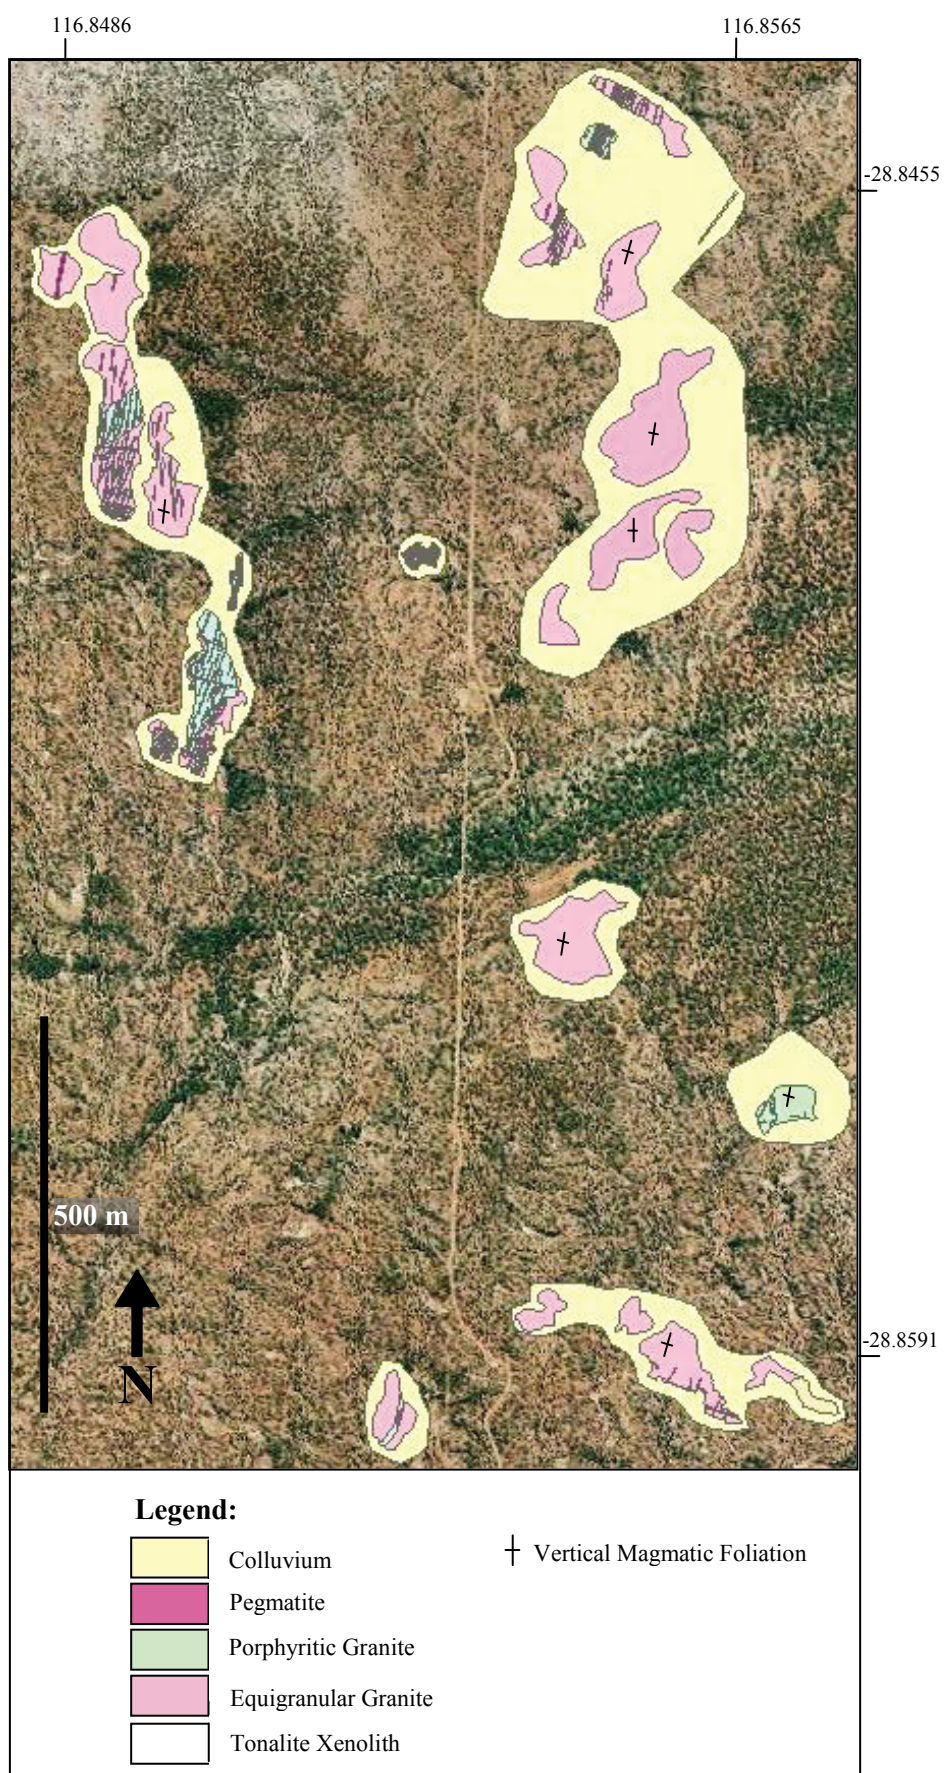 116.8486
116.8565
-28.8455
500 m
N
-28.8591
Legend:
Colluvium
Vertical Magmatic Foliation
Pegmatite
Porphyritic Granite
Equigranular Granite
Tonalite Xenolith